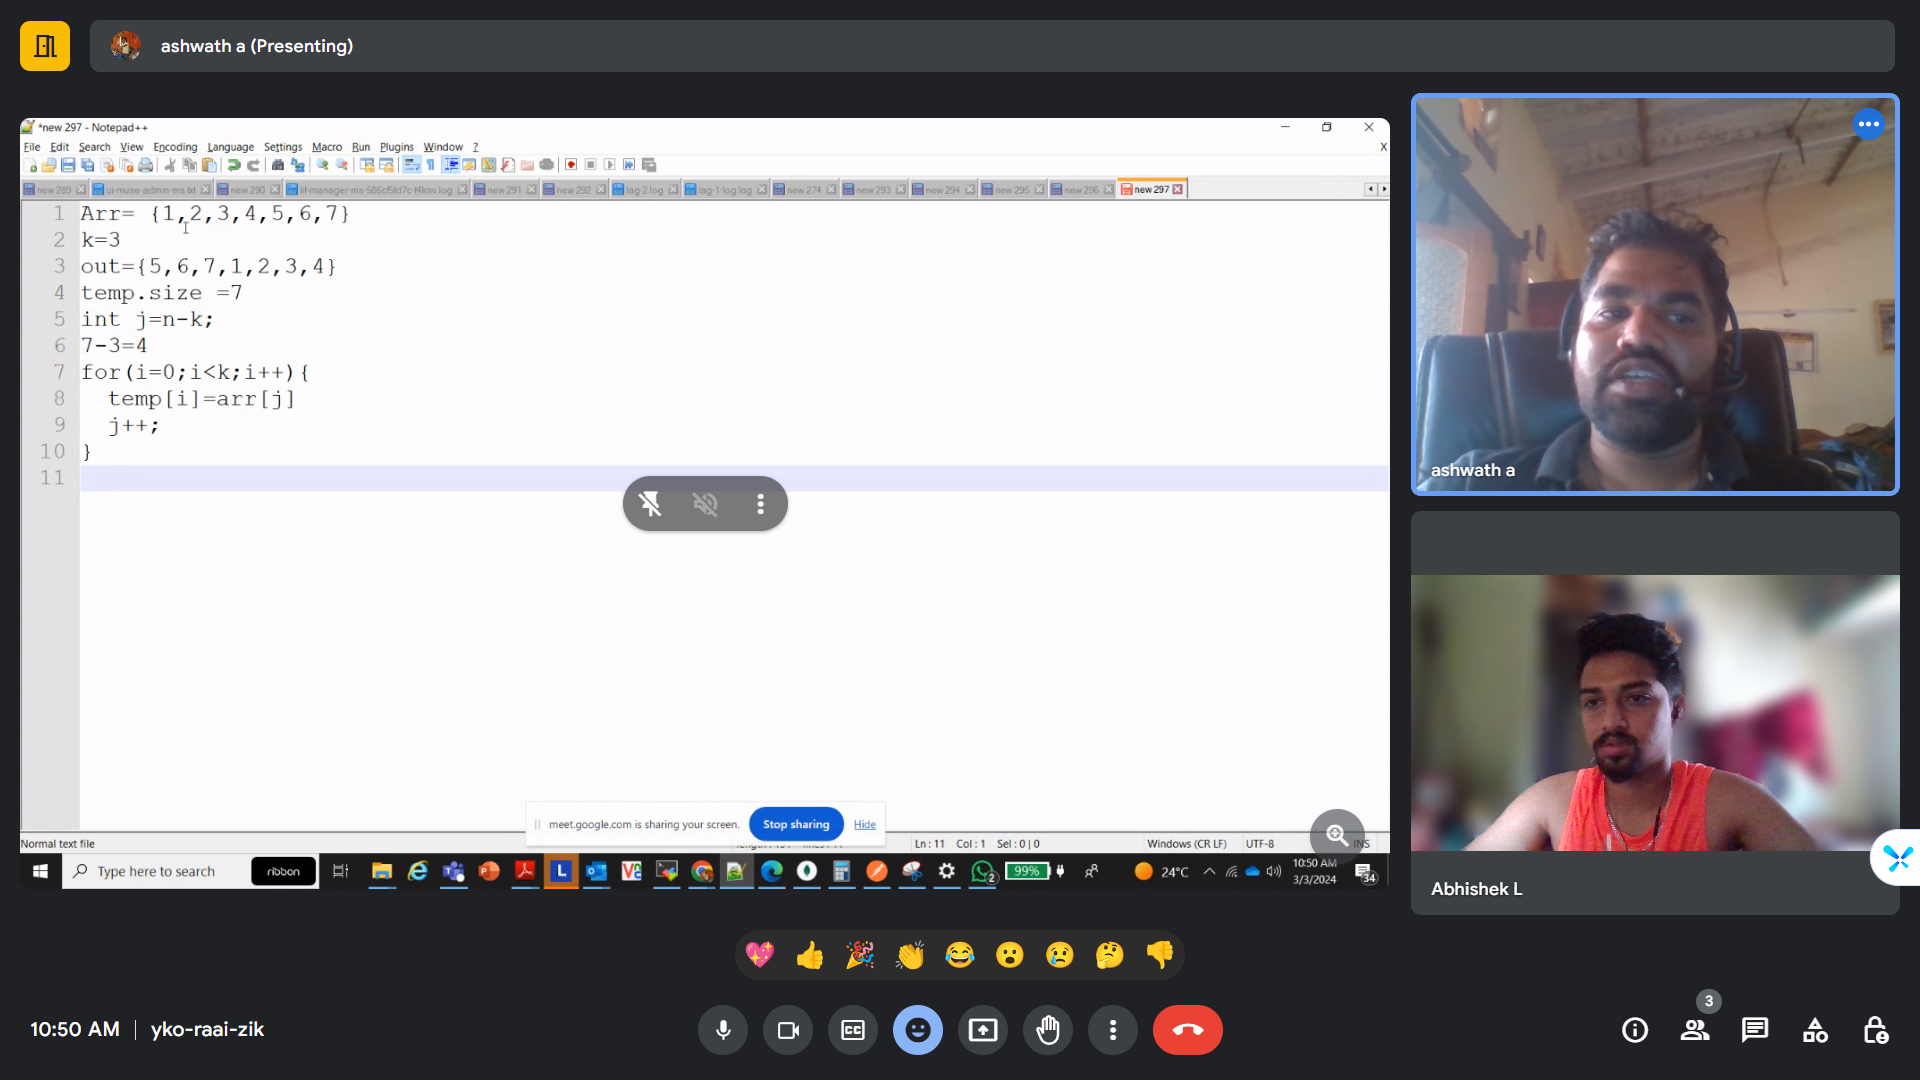 ashwath a (Presenting)
*new 297 - Notepad++
File Edit Search View Encoding Language Settings Macro Run Plugins Window ? X
new 289 ui-muse-admin-ms.txt new 290 lif-manager-ms-586cf5fd7c-t4knv.log new 291 new 292 lag-2.log lag-1-log.log new 274 new 293 new 294 new 295 new 296 new 297
1 Arr= {1,2,3,4,5,6,7}
2 k=3
3 out={5,6,7,1,2,3,4}
4 temp.size =7
5 int j=n-k;
6 7-3=4
7 for(i=0;i<k;i++){
8 temp[i]=arr[j]
9 j++;
10 }
11
ashwath a
meet.google.com is sharing your screen. Stop sharing Hide
Normal text file Ln : 11 Col : 1 Sel : 0 | 0 Windows (CR LF) UTF-8 INS
Type here to search ribbon L 2 99% 24°C 10:50 AM
3/3/2024 34
Abhishek L
3
10:50 AM | yko-raai-zik
CC